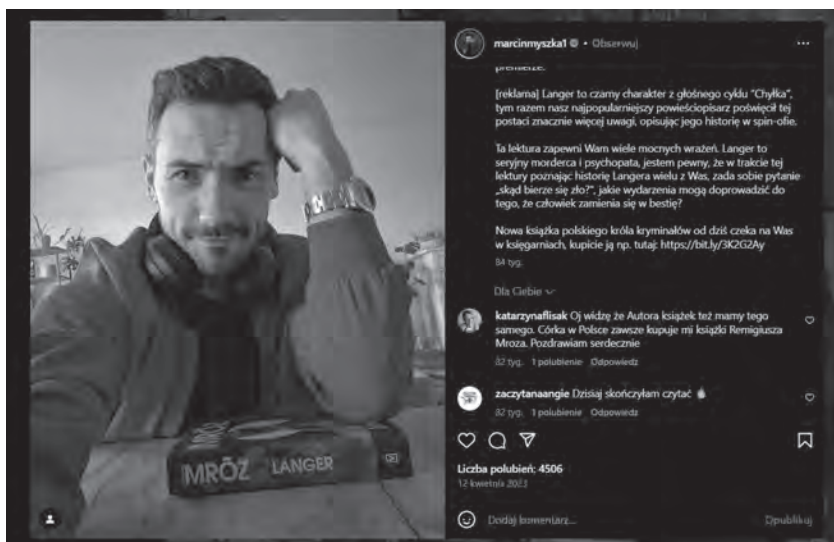 marcinmyszka1 • Obserwuj
premierze.
[reklama] Langer to czarny charakter z głośnego cyklu "Chyłka",
tym razem nasz najpopularniejszy powieściopisarz poświęcił tej
postaci znacznie więcej uwagi, opisując jego historię w spin-ofie.
Ta lektura zapewni Wam wiele mocnych wrażeń. Langer to
seryjny morderca i psychopata, jestem pewny, że w trakcie tej
lektury poznając historię Langera wielu z Was, zada sobie pytanie
„skąd bierze się zło?", jakie wydarzenia mogą doprowadzić do
tego, że człowiek zamienia się w bestię?
Nowa książka polskiego króla kryminałów od dziś czeka na Was
w księgarniach, kupicie ją np. tutaj: https://bit.ly/3K2G2Ay
84 tyg.
Dla Ciebie
katarzynaflisak Oj widzę że Autora książek też mamy tego
samego. Córka w Polsce zawsze kupuje mi książki Remigiusza
Mroza. Pozdrawiam serdecznie
82 tyg. 1 polubienie Odpowiedz
zaczytanaangie Dzisiaj skończyłam czytać
82 tyg. 1 polubienie Odpowiedz
Liczba polubień: 4506
12 kwietnia 2023
Dodaj komentarz...
Opublikuj
MRÓZ LANGER